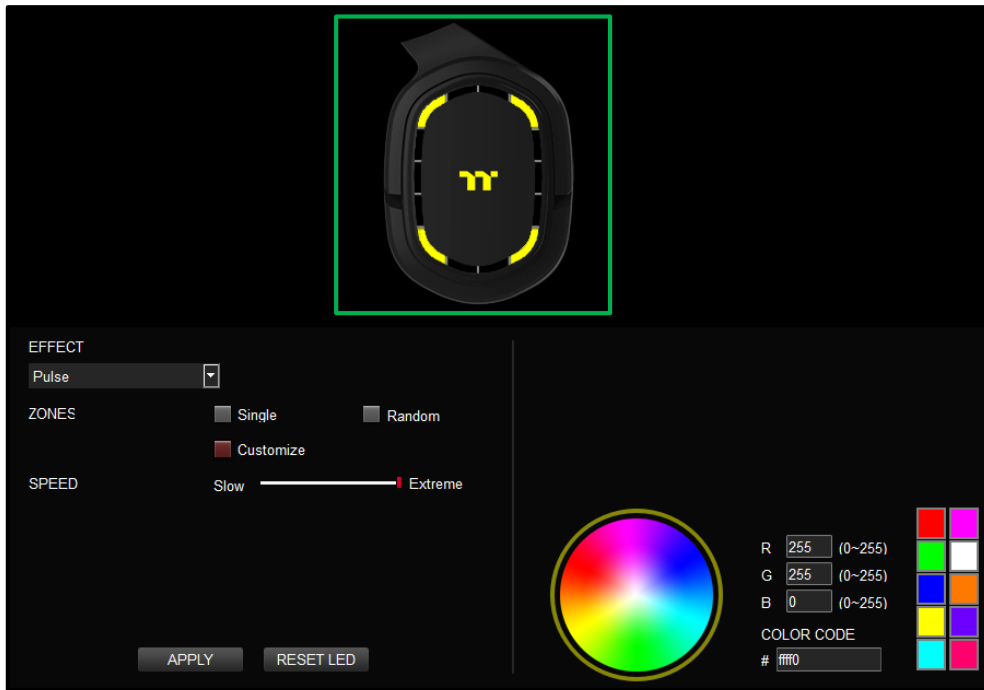 EFFECT
Pulse
ZONES
Single
Random
Customize
SPEED
Slow
Extreme
APPLY
RESET LED
R 255 (0~255)
G 255 (0~255)
B 0 (0~255)
COLOR CODE
# ffff0